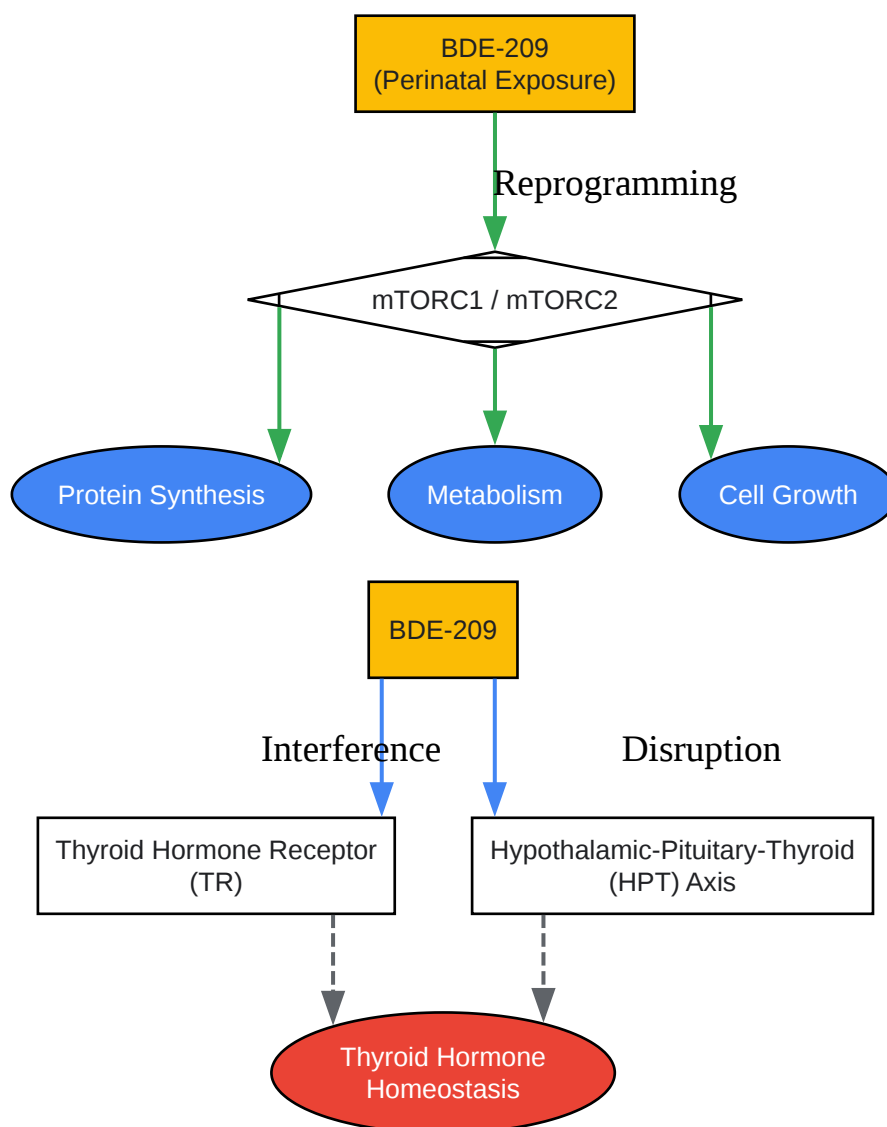 BDE-209
(Perinatal Exposure)
Reprogramming
mTORC1 / mTORC2
Protein Synthesis
Metabolism
Cell Growth
BDE-209
Interference
Disruption
Thyroid Hormone Receptor
(TR)
Hypothalamic-Pituitary-Thyroid
(HPT) Axis
Thyroid Hormone
Homeostasis